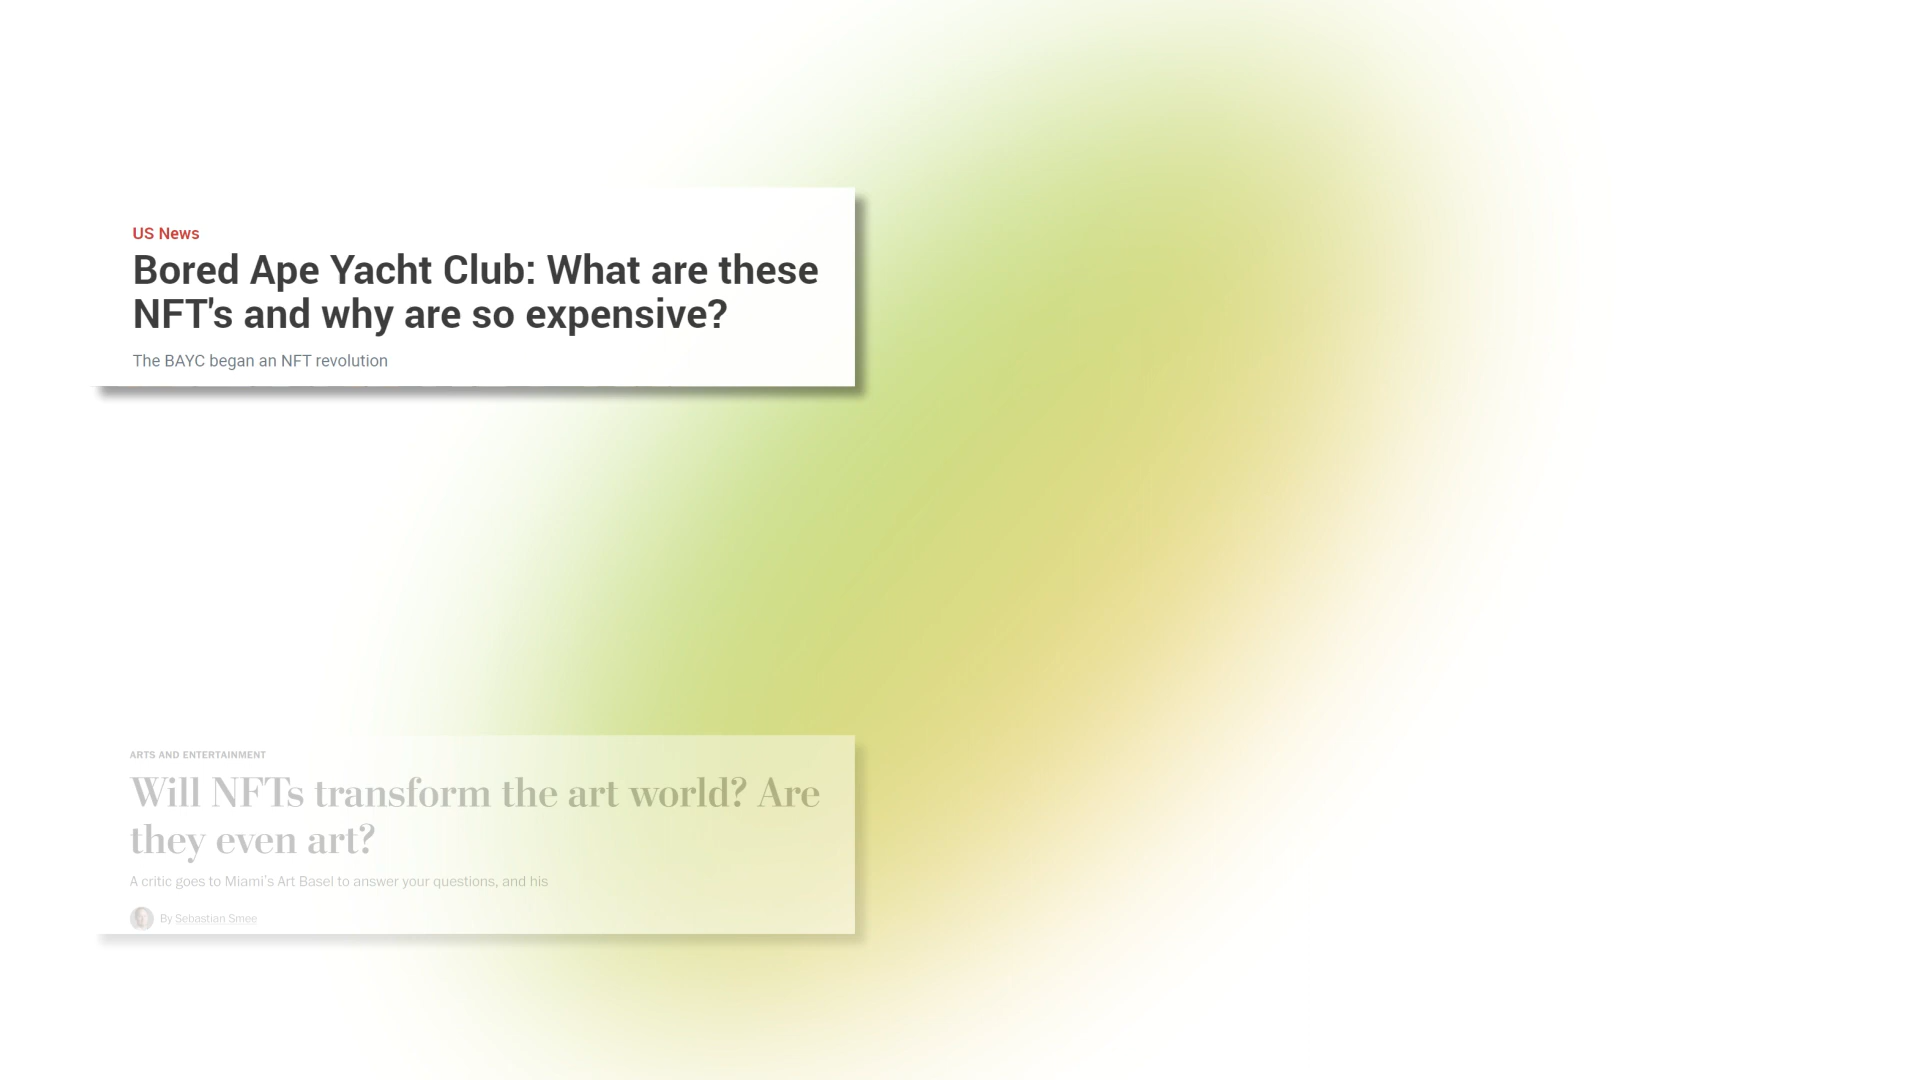 US News
Bored Ape Yacht Club: What are these
NFT's and why are so expensive?
The BAYC began an NFT revolution
ARTS AND ENTERTAINMENT
Will NFTs transform the art world? Are
they even art?
A critic goes to Miami's Art Basel to answer your questions, and his
By Sebastian Smee